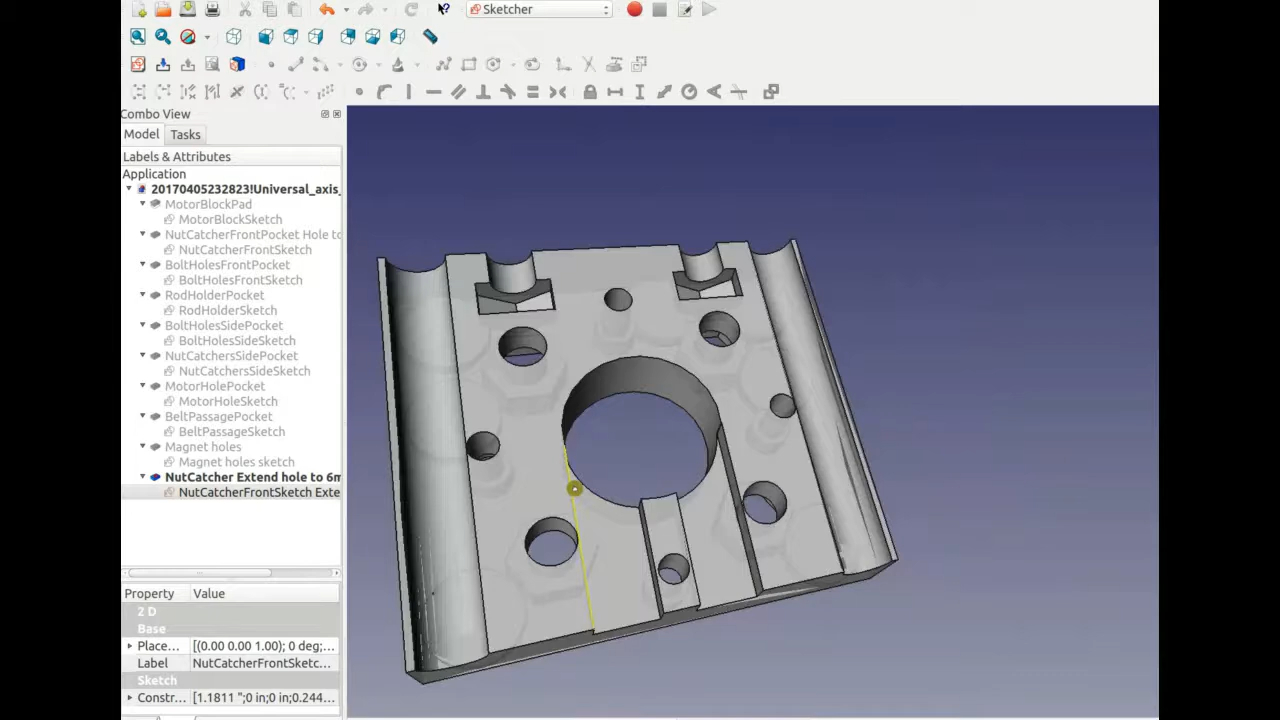 Sketcher
Combo View
Model Tasks
Labels & Attributes
Application
20170405232823!Universal_axis_
MotorBlockPad
MotorBlockSketch
NutCatcherFrontPocket Hole to
NutCatcherFrontSketch
BoltHolesFrontPocket
BoltHolesFrontSketch
RodHolderPocket
RodHolderSketch
BoltHolesSidePocket
BoltHolesSideSketch
NutCatchersSidePocket
NutCatchersSideSketch
MotorHolePocket
MotorHoleSketch
BeltPassagePocket
BeltPassageSketch
Magnet holes
Magnet holes sketch
NutCatcher Extend hole to 6m
NutCatcherFrontSketch Exte
Property Value
2 D
Base
Place... [(0.00 0.00 1.00); 0 deg;...
Label NutCatcherFrontSketc...
Sketch
Constr... [1.1811 ";0 in;0 in;0.244...